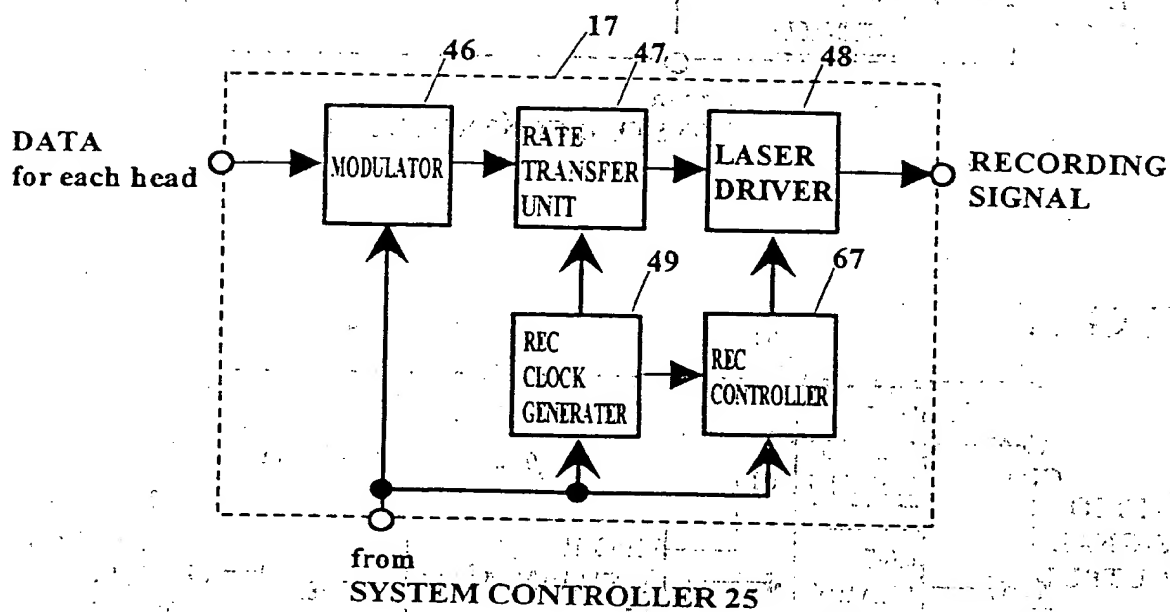 17
46
47
48
DATA
for each head
MODULATOR
RATE
TRANSFER
UNIT
LASER
DRIVER
RECORDING
SIGNAL
49
67
REC
CLOCK
GENERATER
REC
CONTROLLER
from
SYSTEM CONTROLLER 25